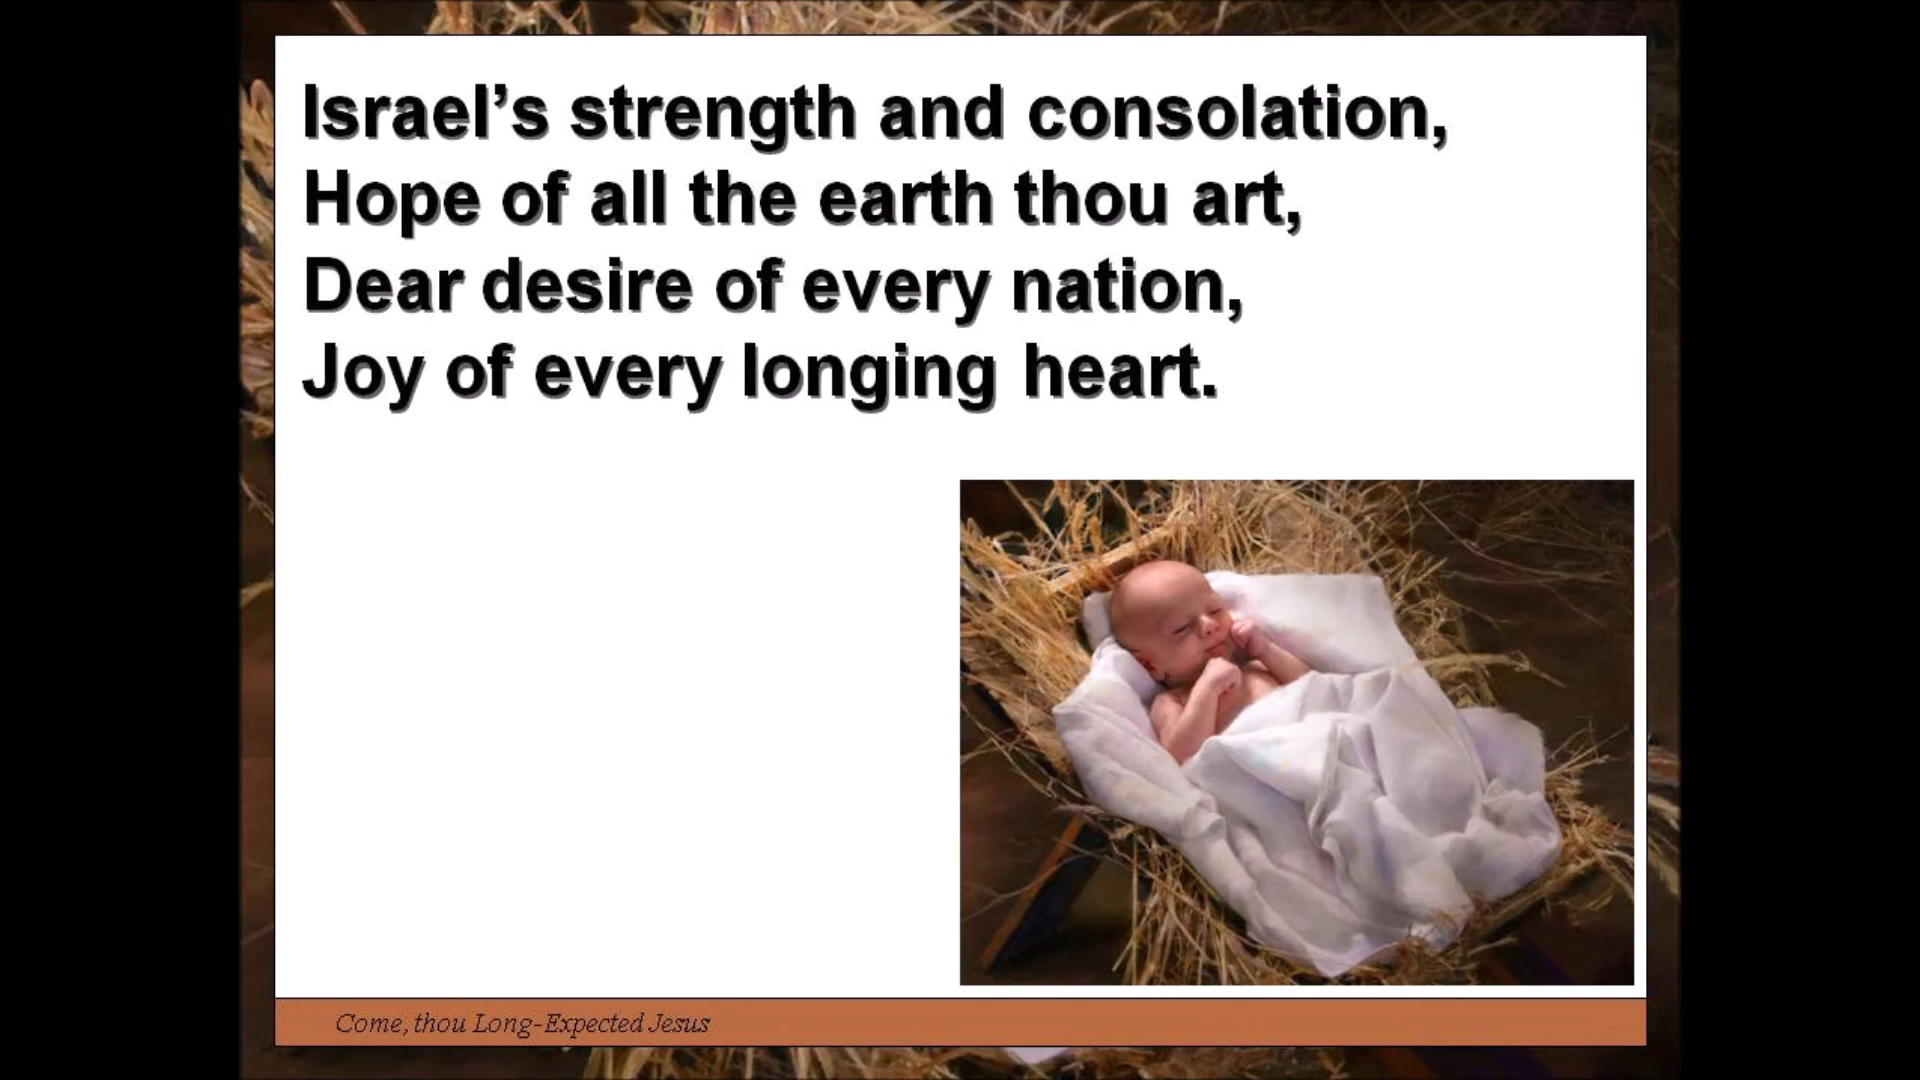 Israel’s strength and consolation,
Hope of all the earth thou art,
Dear desire of every nation,
Joy of every longing heart.
Come, thou Long-Expected Jesus